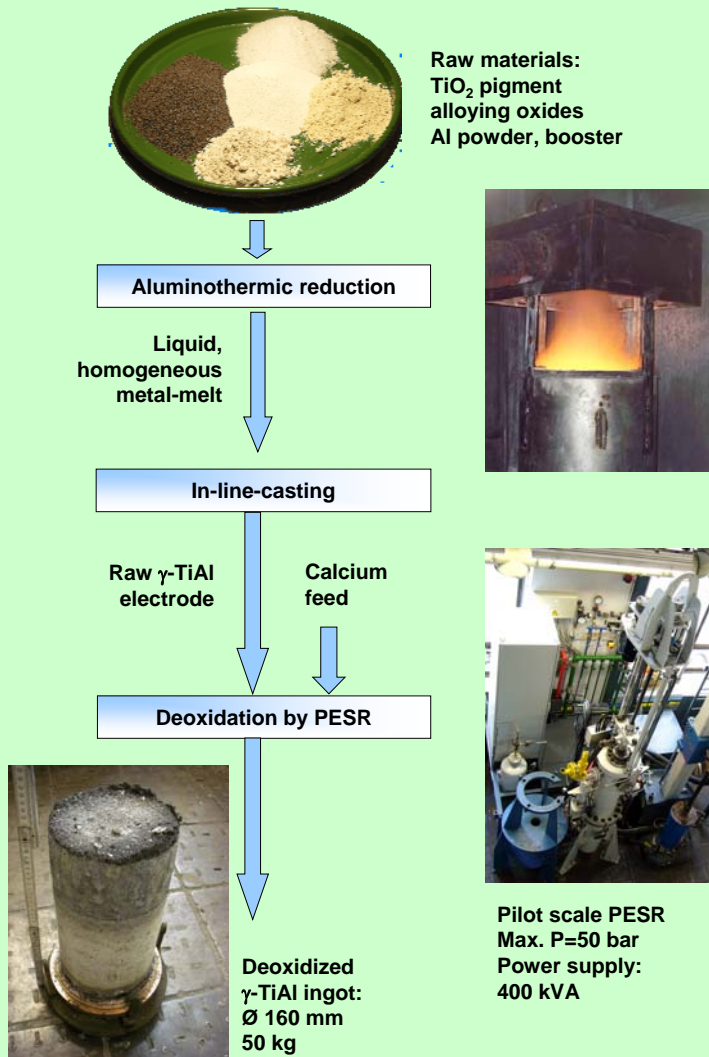 Raw materials:
TiO₂ pigment
alloying oxides
Al powder, booster
Aluminothermic reduction
Liquid,
homogeneous
metal-melt
In-line-casting
Raw γ-TiAl
electrode
Calcium
feed
Deoxidation by PESR
Deoxidized
γ-TiAl ingot:
Ø 160 mm
50 kg
Pilot scale PESR
Max. P=50 bar
Power supply:
400 kVA